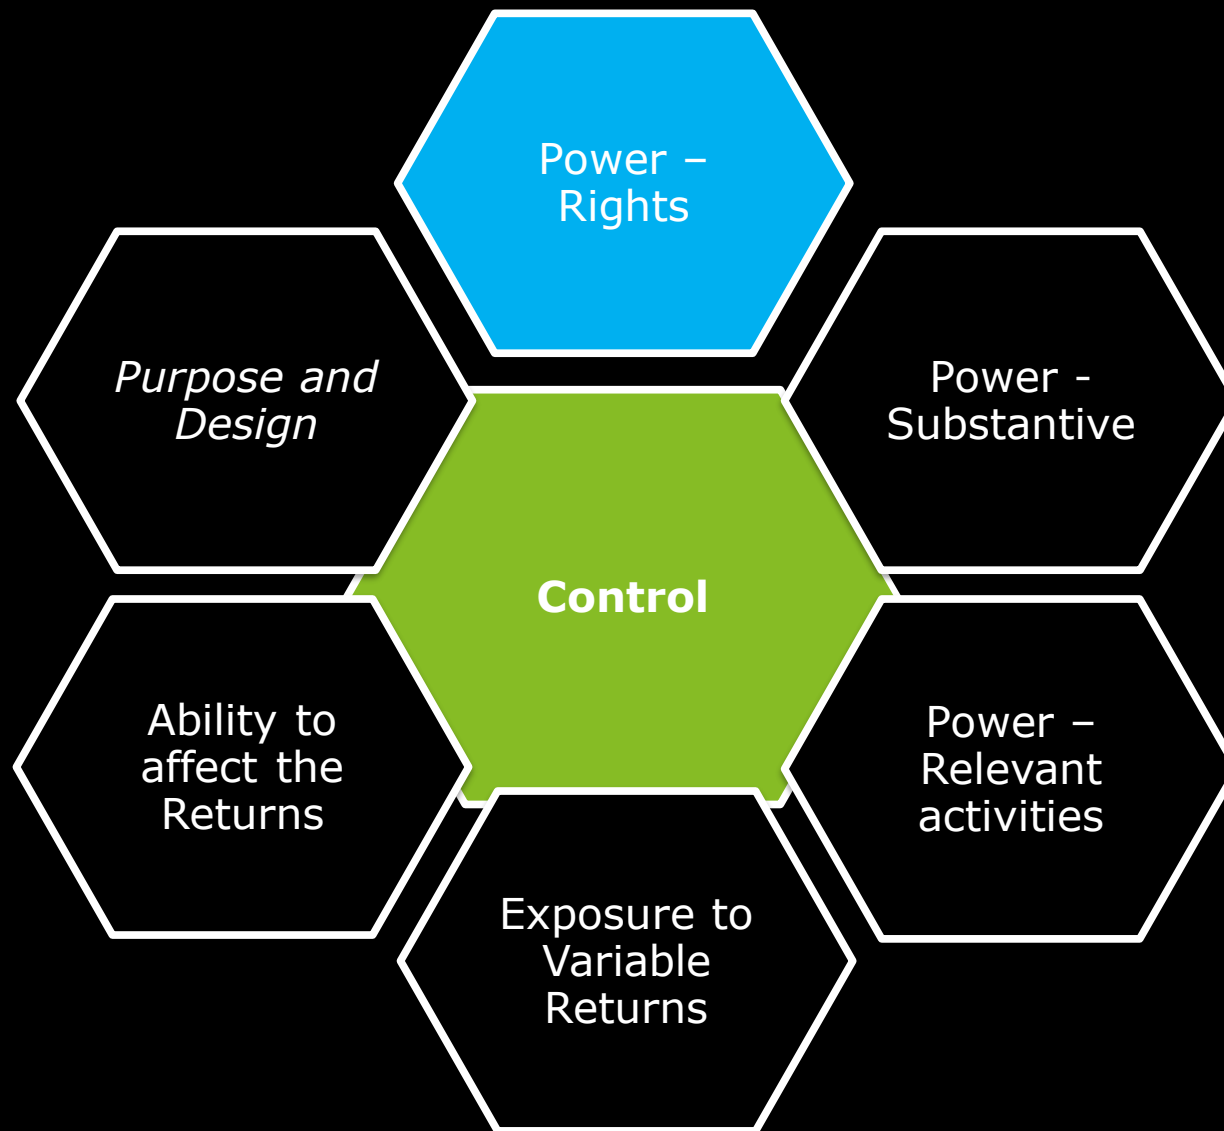 Power –
Rights
Purpose and
Design
Power -
Substantive
Control
Ability to
affect the
Returns
Power –
Relevant
activities
Exposure to
Variable
Returns